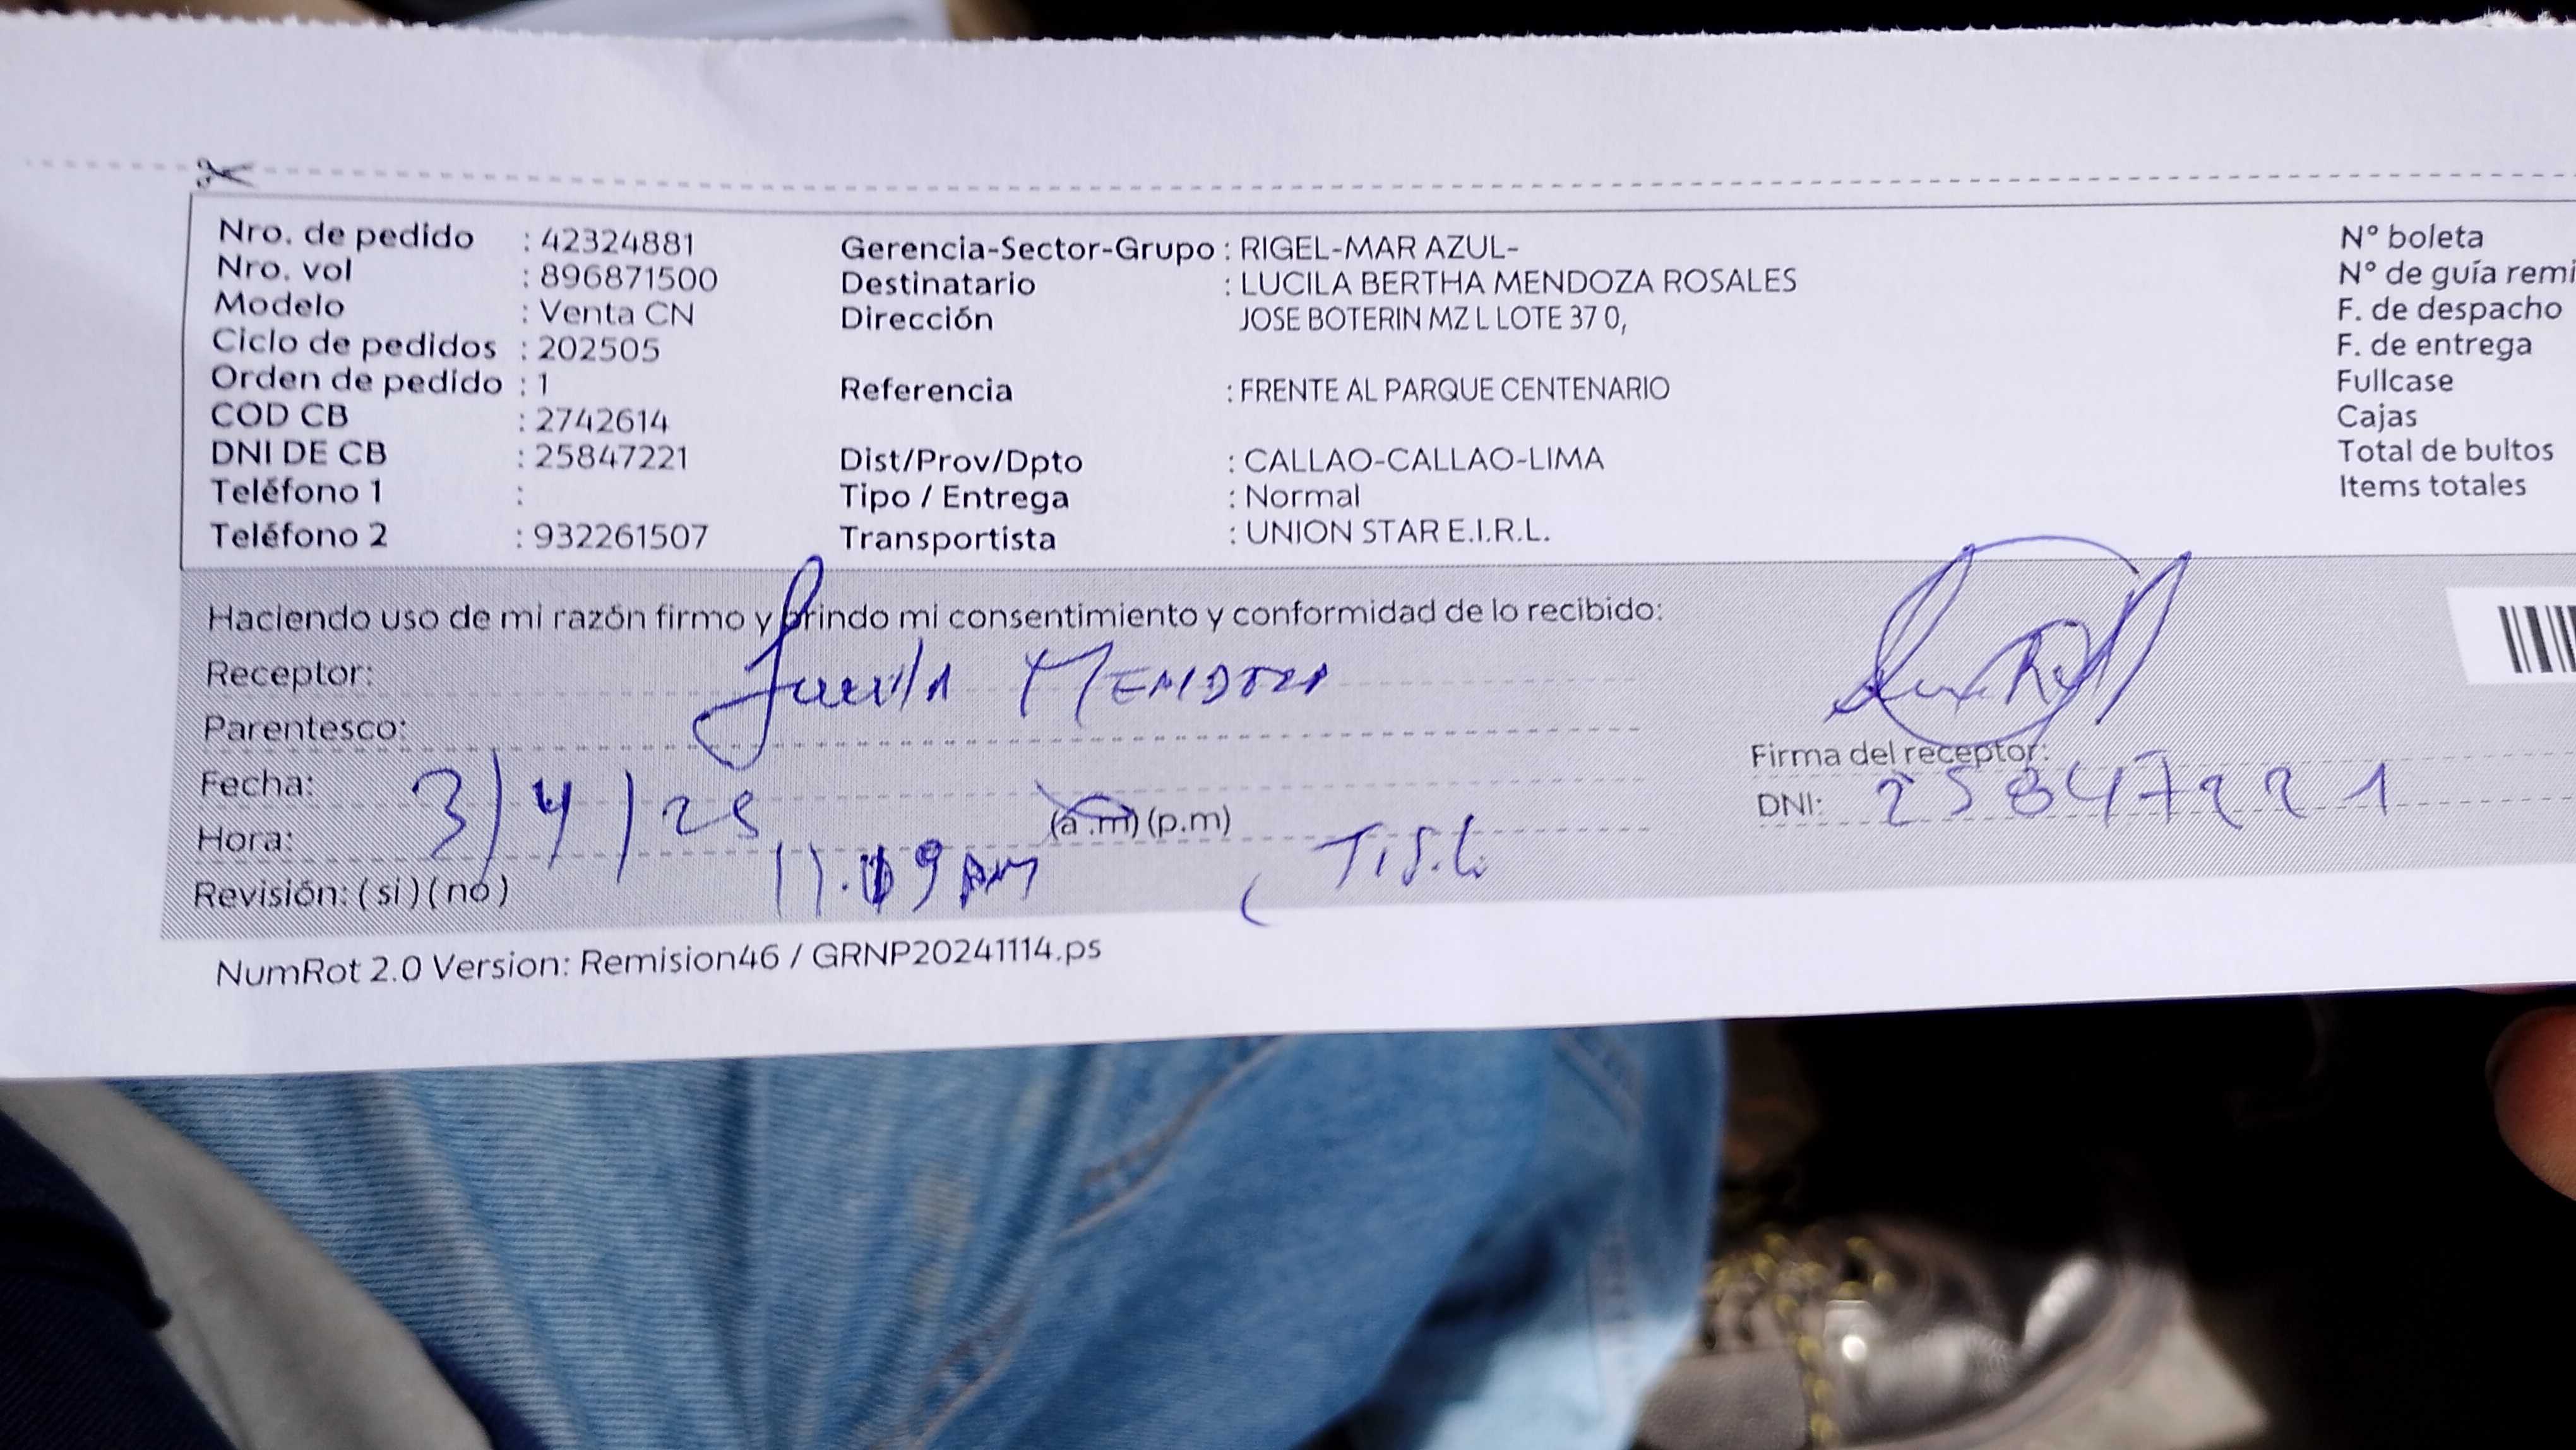 Nro. de pedido : 42324881
Nro. vol : 896871500
Modelo : Venta CN
Ciclo de pedidos : 202505
Orden de pedido : 1
COD CB : 2742614
DNI DE CB : 25847221
Teléfono 1 :
Teléfono 2 : 932261507
Gerencia-Sector-Grupo : RIGEL-MAR AZUL-
Destinatario : LUCILA BERTHA MENDOZA ROSALES
Dirección JOSE BOTERIN MZ L LOTE 37 0,
Referencia : FRENTE AL PARQUE CENTENARIO
Dist/Prov/Dpto : CALLAO-CALLAO-LIMA
Tipo / Entrega : Normal
Transportista : UNION STAR E.I.R.L.
N° boleta
N° de guía remi
F. de despacho
F. de entrega
Fullcase
Cajas
Total de bultos
Items totales
Haciendo uso de mi razón firmo y brindo mi consentimiento y conformidad de lo recibido:
Receptor: Lucila MENDOZA
Parentesco:
Fecha: 3/4/25
Hora: 11.09 AM (a.m) (p.m)
Revisión: (si) (no)
Firma del receptor:
DNI: 25847221
NumRot 2.0 Version: Remision46 / GRNP20241114.ps